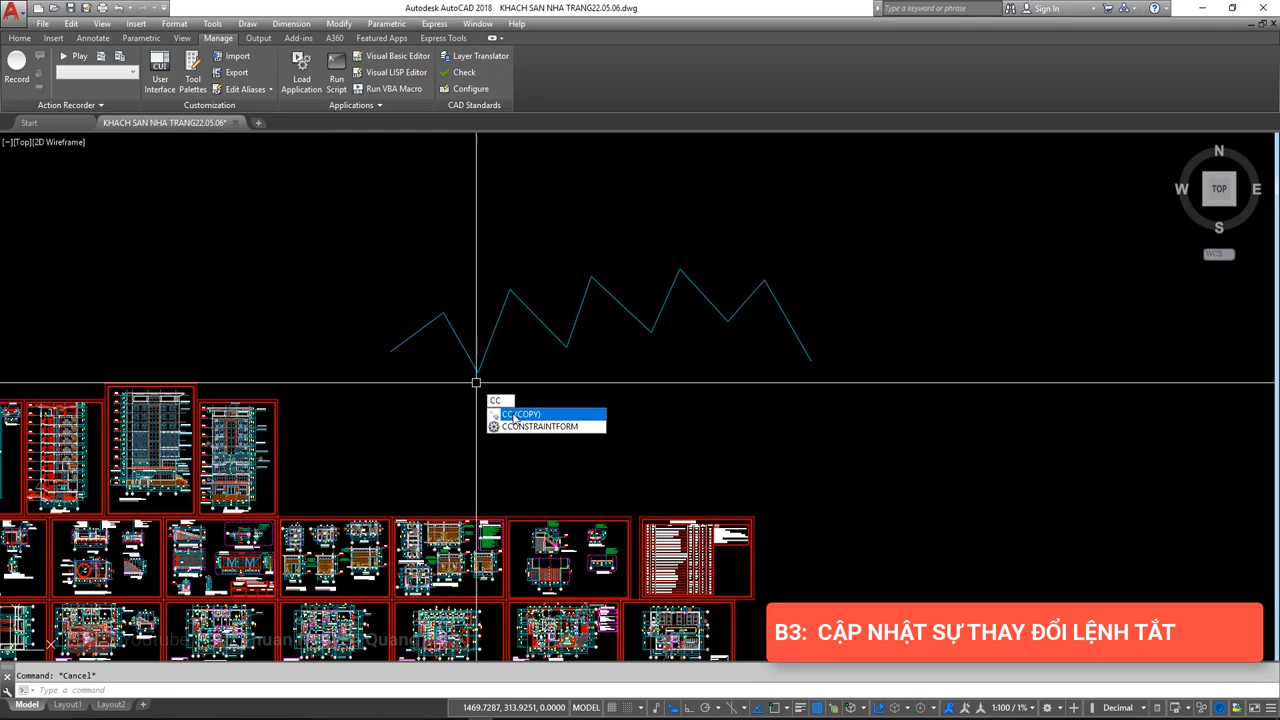 Autodesk AutoCAD 2018 KHACH SAN NHA TRANG22.05.06.dwg
Type a keyword or phrase
Sign In
File Edit View Insert Format Tools Draw Dimension Modify Parametric Express Window Help
Home Insert Annotate Parametric View Manage Output Add-ins A360 Featured Apps Express Tools
Record
Play
CUI
User Interface
Tool Palettes
Import
Export
Edit Aliases
Load Application
Run Script
Visual Basic Editor
Visual LISP Editor
Run VBA Macro
Layer Translator
Check
Configure
Action Recorder Customization Applications CAD Standards
Start KHACH SAN NHA TRANG22.05.06*
[−][Top][2D Wireframe]
N
W TOP E
S
WCS
CC
CC (COPY)
CCONSTRAINTFORM
B3: CẬP NHẬT SỰ THAY ĐỔI LỆNH TẮT
Command: *Cancel*
Type a command
Model Layout1 Layout2
1469.7287, 313.9251, 0.0000 MODEL 1:100 / 1% Decimal